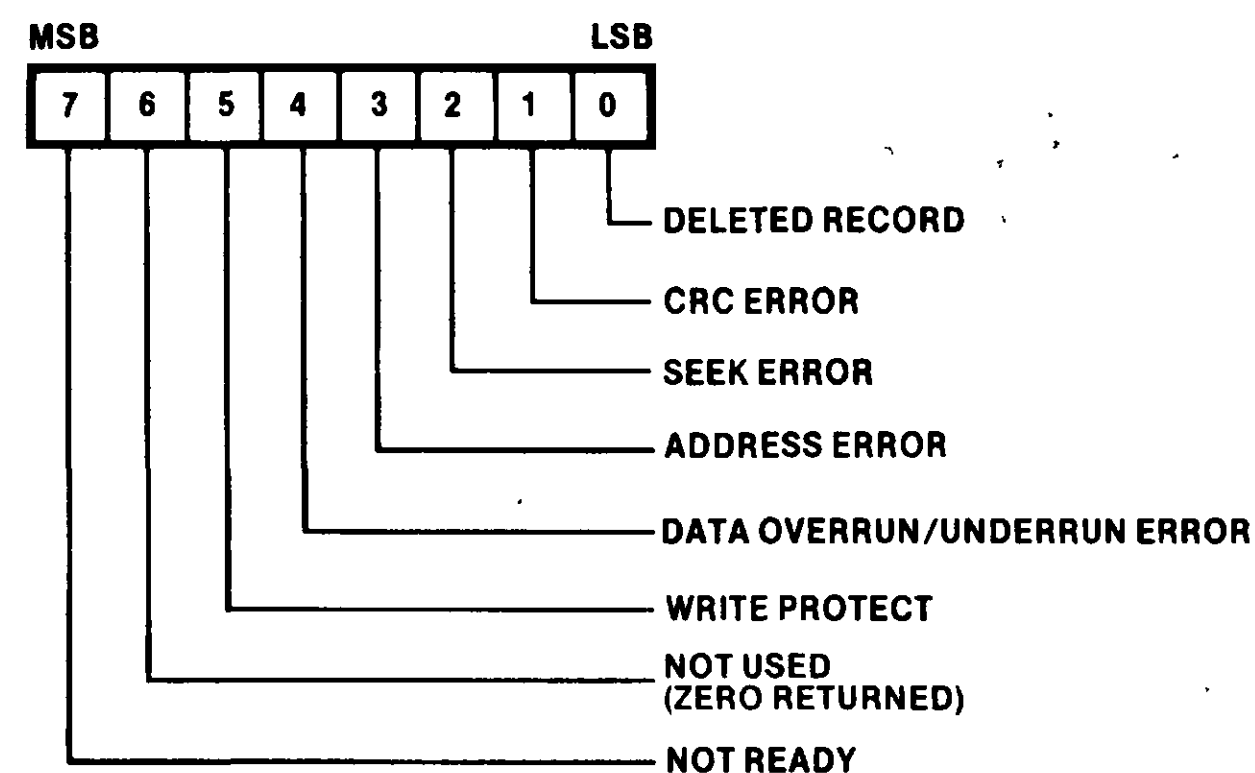 MSB LSB
7 6 5 4 3 2 1 0
DELETED RECORD
CRC ERROR
SEEK ERROR
ADDRESS ERROR
DATA OVERRUN/UNDERRUN ERROR
WRITE PROTECT
NOT USED
(ZERO RETURNED)
NOT READY